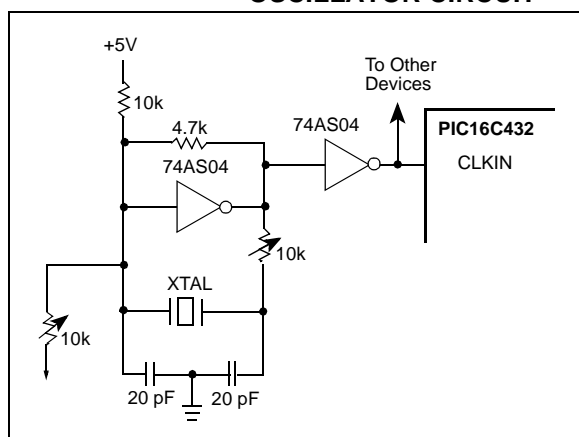 OSCILLATOR CIRCUIT
+5V
10k
4.7k
74AS04
74AS04
To Other
Devices
PIC16C432
CLKIN
10k
XTAL
10k
20 pF
20 pF